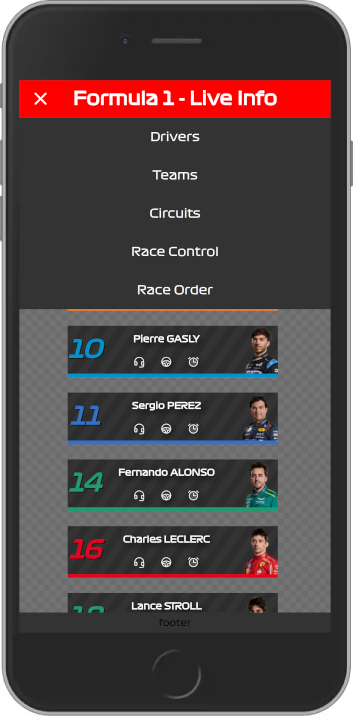 Formula 1 - Live Info
Drivers
Teams
Circuits
Race Control
Race Order
10
Pierre GASLY
11
Sergio PEREZ
14
Fernando ALONSO
16
Charles LECLERC
18
Lance STROLL
footer